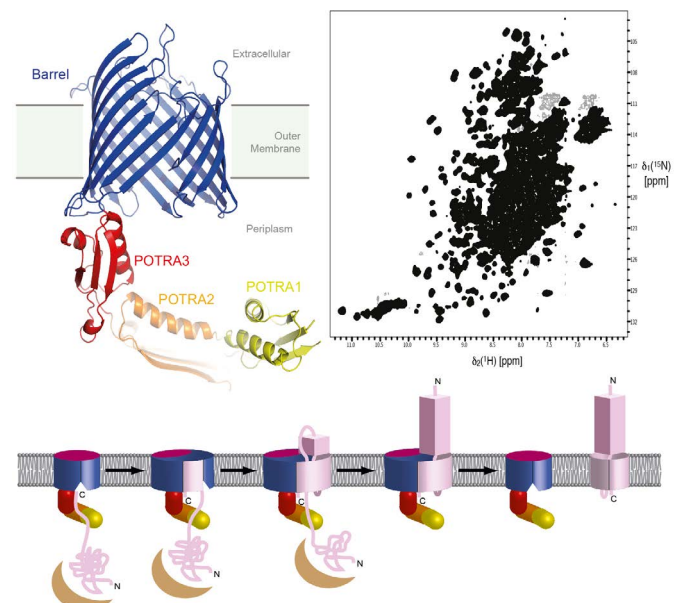 Barrel
Extracellular
Outer
Membrane
Periplasm
POTRA3
POTRA2
POTRA1
105
108
111
114
117
120
123
126
129
132
δ₁(¹⁵N)
[ppm]
11.0
10.5
10.0
9.5
9.0
8.5
8.0
7.5
7.0
6.5
δ₂(¹H) [ppm]
N
N
C
C
C
C
C
N
N
N